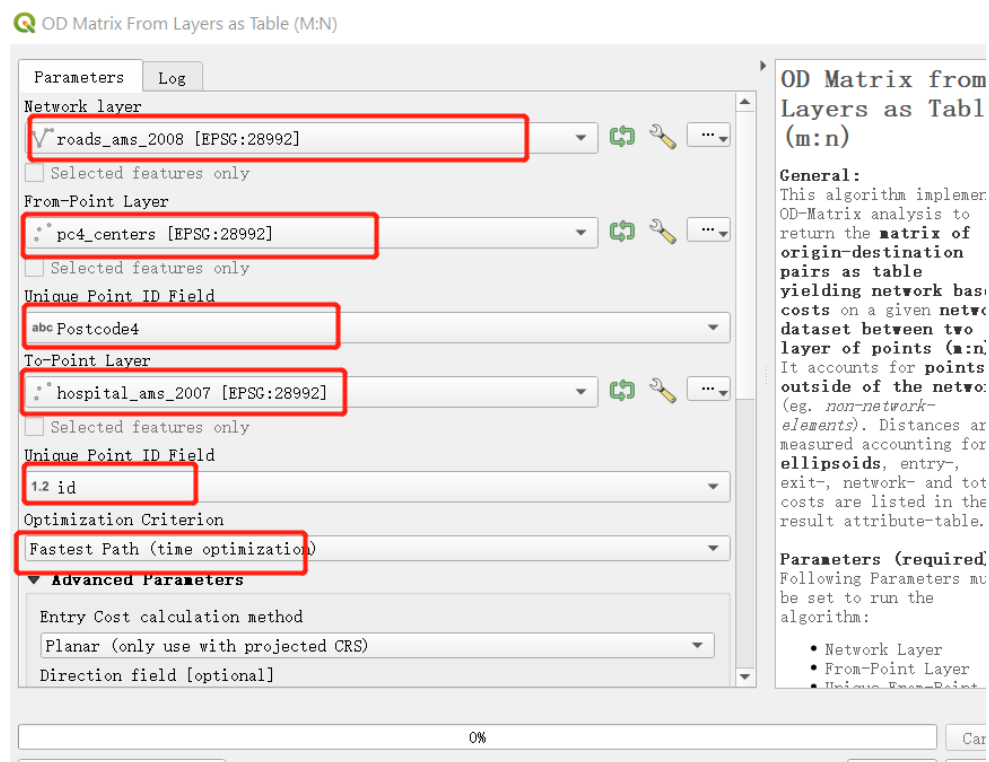 OD Matrix From Layers as Table (M:N)
Parameters
Log
Network layer
roads_ams_2008 [EPSG:28992]
Selected features only
From-Point Layer
pc4_centers [EPSG:28992]
Selected features only
Unique Point ID Field
abc Postcode4
To-Point Layer
hospital_ams_2007 [EPSG:28992]
Selected features only
Unique Point ID Field
1.2 id
Optimization Criterion
Fastest Path (time optimization)
Advanced Parameters
Entry Cost calculation method
Planar (only use with projected CRS)
Direction field [optional]
0%
OD Matrix from
Layers as Tabl
(m:n)
General:
This algorithm implemen
OD-Matrix analysis to
return the matrix of
origin-destination
pairs as table
yielding network base
costs on a given netwo
dataset between two
layer of points (m:n)
It accounts for points
outside of the networ
(eg. non-network-
elements). Distances ar
measured accounting for
ellipsoids, entry-,
exit-, network- and tot
costs are listed in the
result attribute-table.
Parameters (required)
Following Parameters mu
be set to run the
algorithm:
• Network Layer
• From-Point Layer
• Unique From-Point
Can